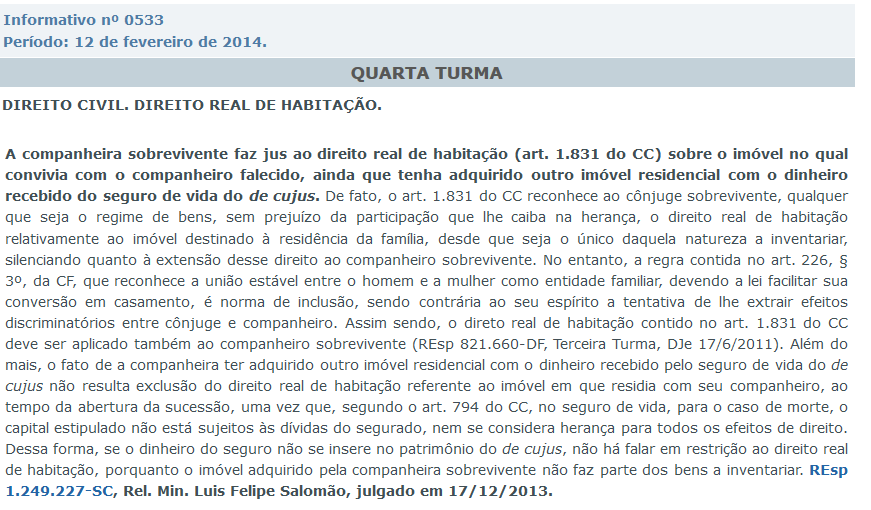 Informativo nº 0533
Período: 12 de fevereiro de 2014.
QUARTA TURMA
DIREITO CIVIL. DIREITO REAL DE HABITAÇÃO.
A companheira sobrevivente faz jus ao direito real de habitação (art. 1.831 do CC) sobre o imóvel no qual
convivia com o companheiro falecido, ainda que tenha adquirido outro imóvel residencial com o dinheiro
recebido do seguro de vida do de cujus. De fato, o art. 1.831 do CC reconhece ao cônjuge sobrevivente, qualquer
que seja o regime de bens, sem prejuízo da participação que lhe caiba na herança, o direito real de habitação
relativamente ao imóvel destinado à residência da família, desde que seja o único daquela natureza a inventariar,
silenciando quanto à extensão desse direito ao companheiro sobrevivente. No entanto, a regra contida no art. 226, §
3º, da CF, que reconhece a união estável entre o homem e a mulher como entidade familiar, devendo a lei facilitar sua
conversão em casamento, é norma de inclusão, sendo contrária ao seu espírito a tentativa de lhe extrair efeitos
discriminatórios entre cônjuge e companheiro. Assim sendo, o direto real de habitação contido no art. 1.831 do CC
deve ser aplicado também ao companheiro sobrevivente (REsp 821.660-DF, Terceira Turma, DJe 17/6/2011). Além do
mais, o fato de a companheira ter adquirido outro imóvel residencial com o dinheiro recebido pelo seguro de vida do de
cujus não resulta exclusão do direito real de habitação referente ao imóvel em que residia com seu companheiro, ao
tempo da abertura da sucessão, uma vez que, segundo o art. 794 do CC, no seguro de vida, para o caso de morte, o
capital estipulado não está sujeitos às dívidas do segurado, nem se considera herança para todos os efeitos de direito.
Dessa forma, se o dinheiro do seguro não se insere no patrimônio do de cujus, não há falar em restrição ao direito real
de habitação, porquanto o imóvel adquirido pela companheira sobrevivente não faz parte dos bens a inventariar. REsp
1.249.227-SC, Rel. Min. Luis Felipe Salomão, julgado em 17/12/2013.